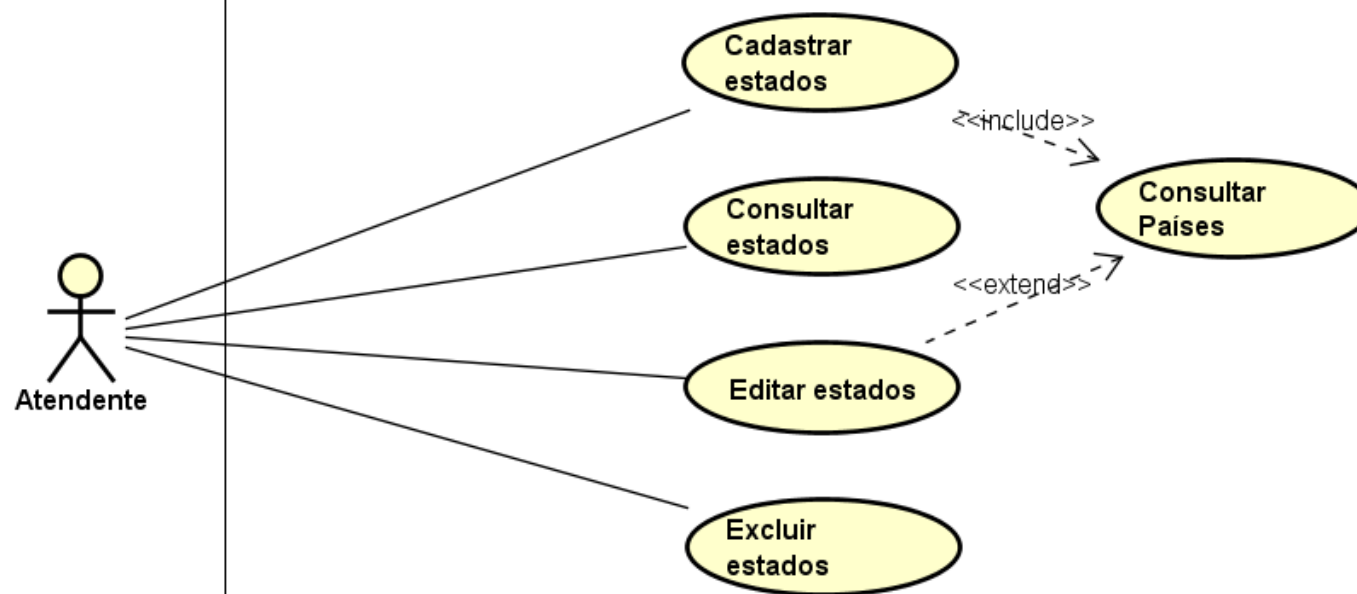 Cadastrar
estados
<<include>>
Consultar
Países
Consultar
estados
<<extend>>
Editar estados
Atendente
Excluir
estados